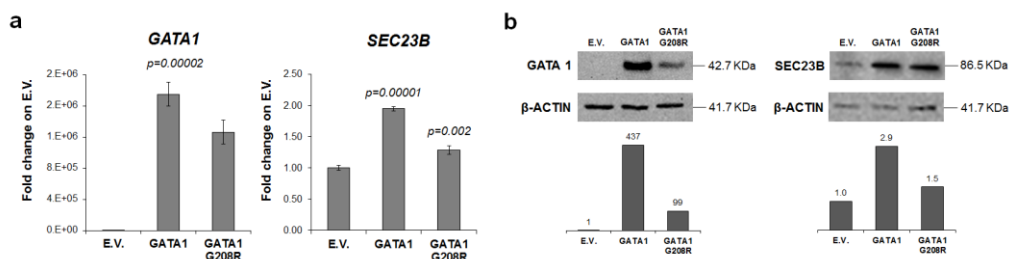 a
GATA1
Fold change on E.V.
2.E+06
2.E+06
1.E+06
8.E+05
4.E+05
0.E+00
p=0.00002
E.V.
GATA1
GATA1
G208R
SEC23B
Fold change on E.V.
2.50
2.00
1.50
1.00
0.50
0.00
p=0.00001
p=0.002
E.V.
GATA1
GATA1
G208R
b
E.V.
GATA1
GATA1
G208R
GATA 1
42.7 KDa
β-ACTIN
41.7 KDa
437
99
1
E.V.
GATA1
GATA1
G208R
E.V.
GATA1
GATA1
G208R
SEC23B
86.5 KDa
β-ACTIN
41.7 KDa
2.9
1.5
1.0
E.V.
GATA1
GATA1
G208R